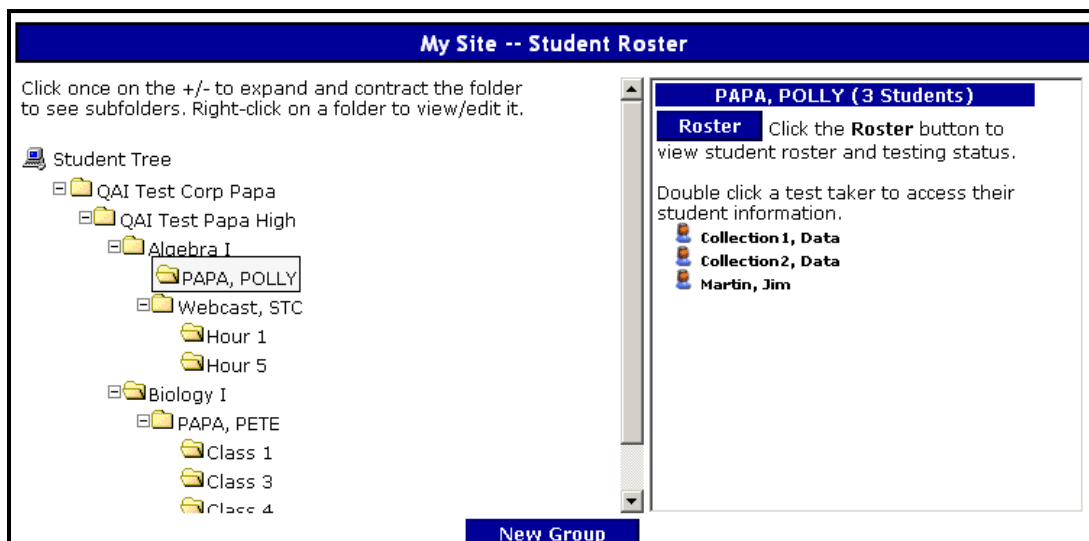 My Site -- Student Roster
Click once on the +/- to expand and contract the folder
to see subfolders. Right-click on a folder to view/edit it.
Student Tree
QAI Test Corp Papa
QAI Test Papa High
Algebra I
PAPA, POLLY
Webcast, STC
Hour 1
Hour 5
Biology I
PAPA, PETE
Class 1
Class 3
Class 4
PAPA, POLLY (3 Students)
Roster Click the Roster button to
view student roster and testing status.
Double click a test taker to access their
student information.
Collection1, Data
Collection2, Data
Martin, Jim
New Group